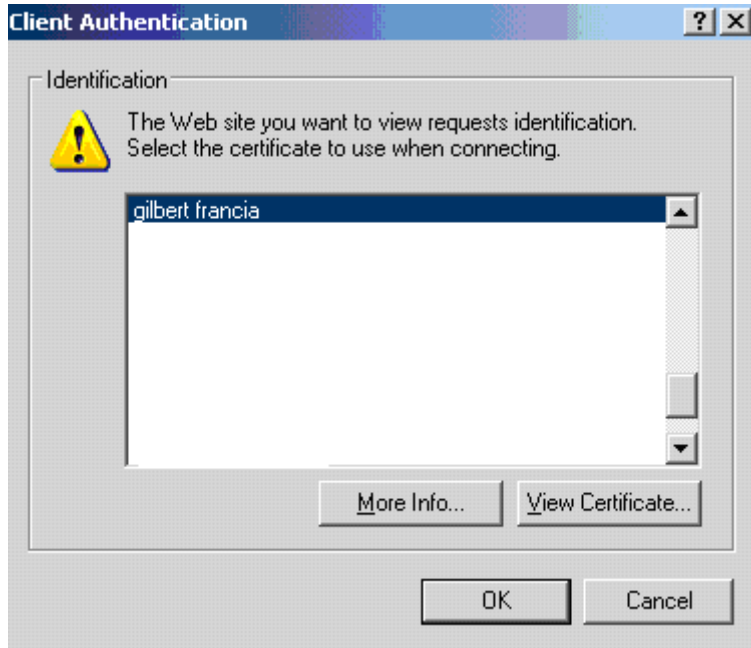 Client Authentication
Identification
The Web site you want to view requests identification.
Select the certificate to use when connecting.
gilbert francia
More Info... View Certificate...
OK Cancel